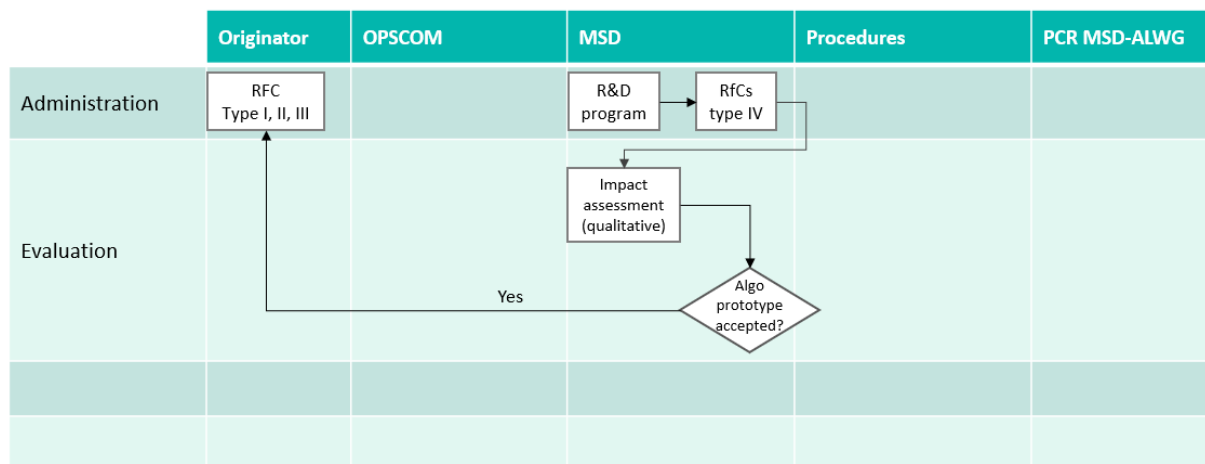 Originator
OPSCOM
MSD
Procedures
PCR MSD-ALWG
Administration
RFC
Type I, II, III
R&D
program
RfCs
type IV
Evaluation
Impact
assessment
(qualitative)
Yes
Algo
prototype
accepted?